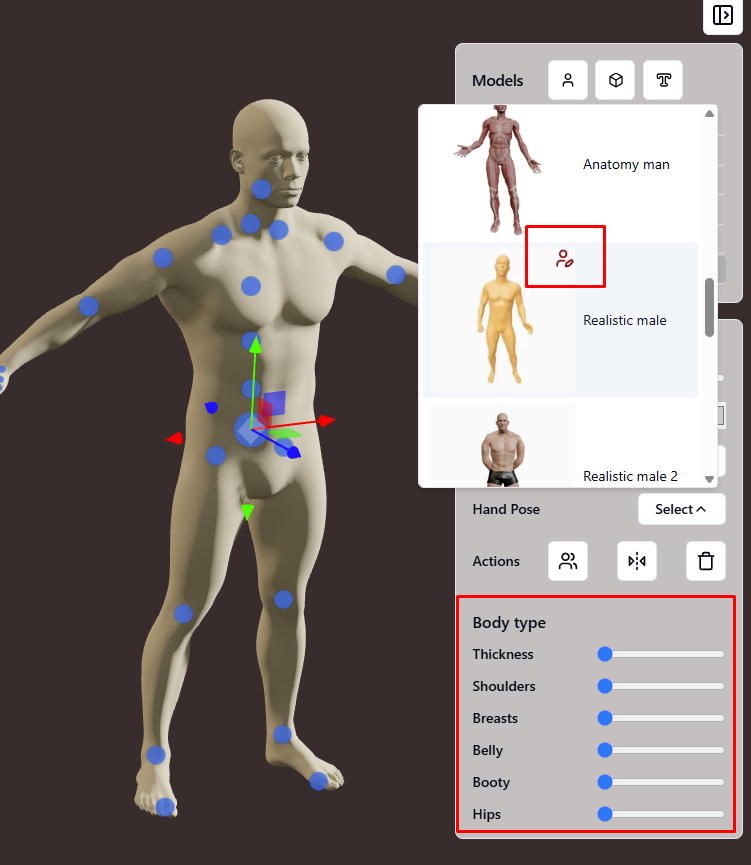 Models
Anatomy man
Realistic male
Realistic male 2
Hand Pose
Select
Actions
Body type
Thickness
Shoulders
Breasts
Belly
Booty
Hips